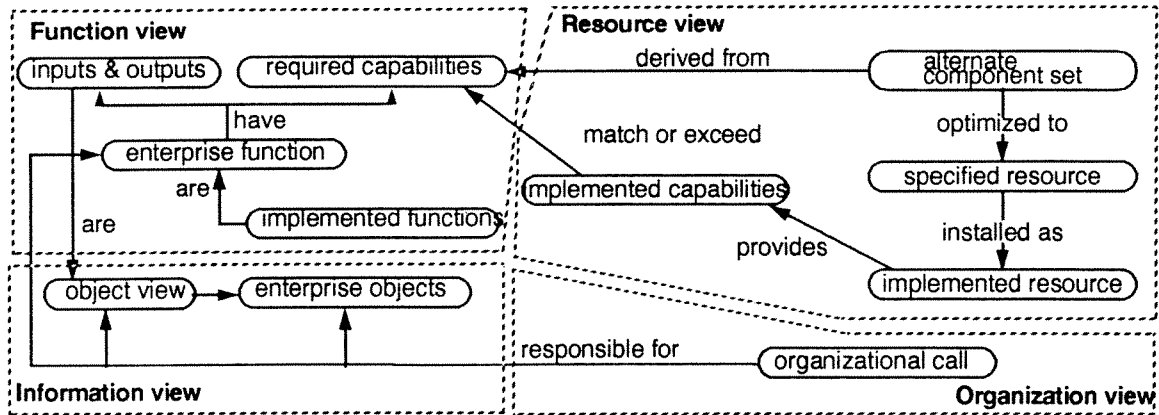 Function view
inputs & outputs
required capabilities
have
enterprise function
are
implemented functions
are
Resource view
derived from
alternate
component set
optimized to
match or exceed
specified resource
implemented capabilities
installed as
provides
implemented resource
object view
enterprise objects
Information view
responsible for
organizational call
Organization view